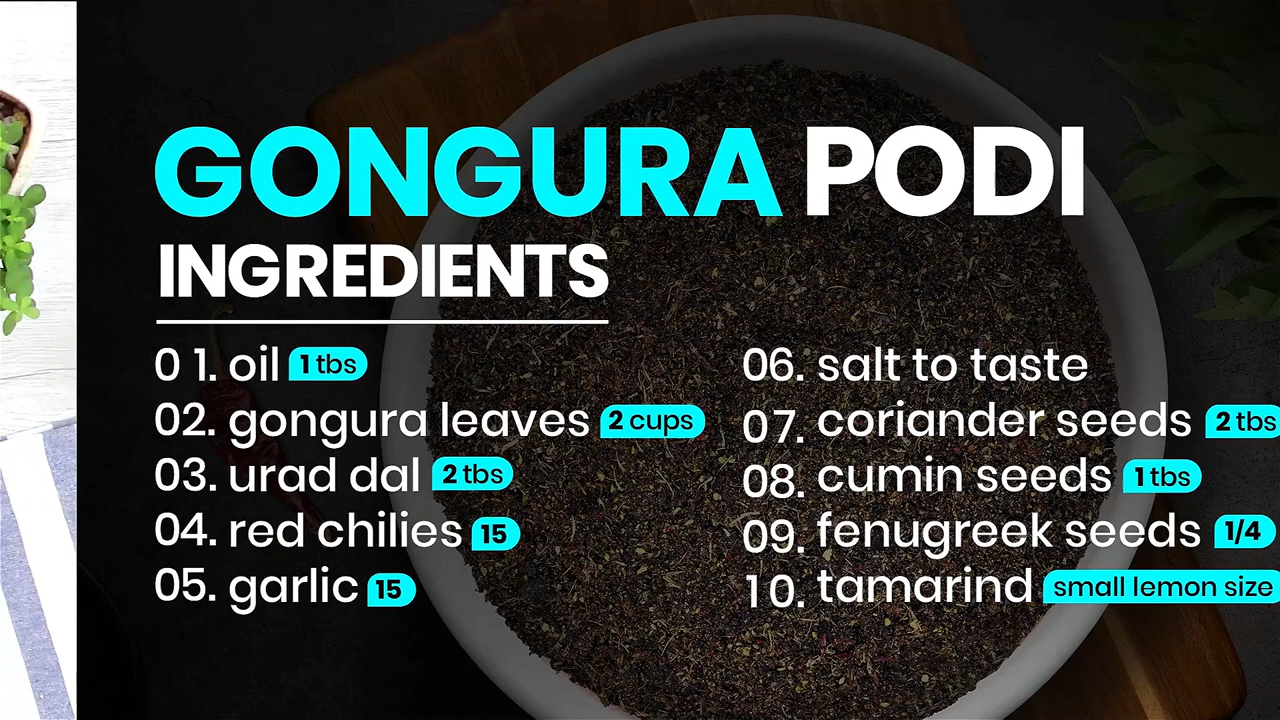 GONGURA PODI
INGREDIENTS
0 1. oil 1 tbs
02. gongura leaves 2 cups
03. urad dal 2 tbs
04. red chilies 15
05. garlic 15
06. salt to taste
07. coriander seeds 2 tbs
08. cumin seeds 1 tbs
09. fenugreek seeds 1/4
10. tamarind small lemon size